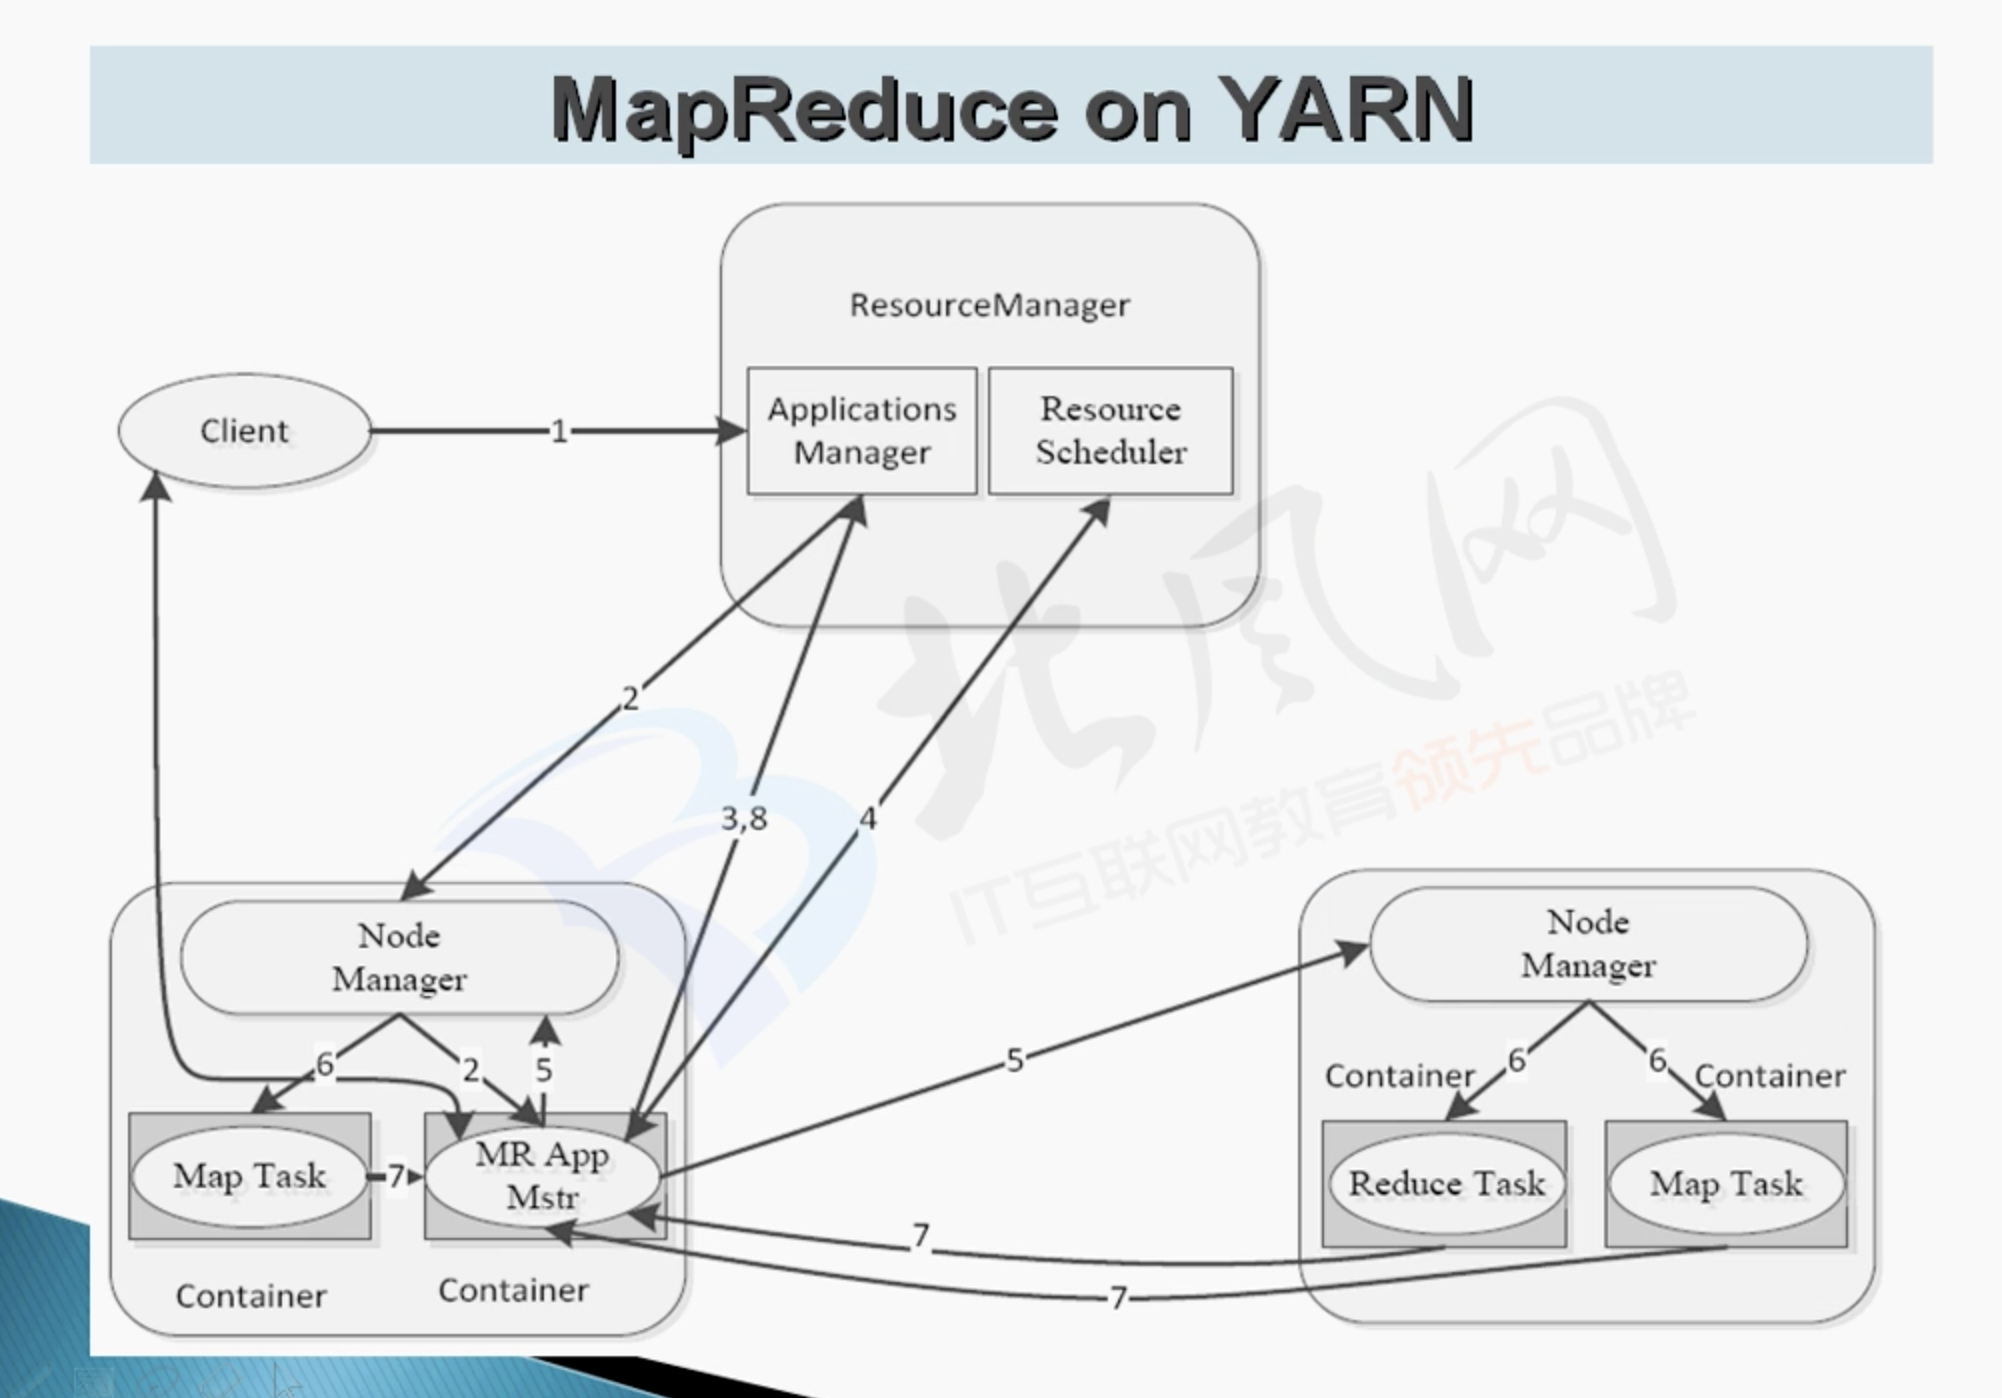 MapReduce on YARN
ResourceManager
Client
1
Applications
Manager
Resource
Scheduler
2
3,8
4
北风网
IT互联网教育领先品牌
Node
Manager
6
2
5
Map Task
7
MR App
Mstr
Container
Container
5
Node
Manager
Container
6
6
Container
Reduce Task
Map Task
7
7